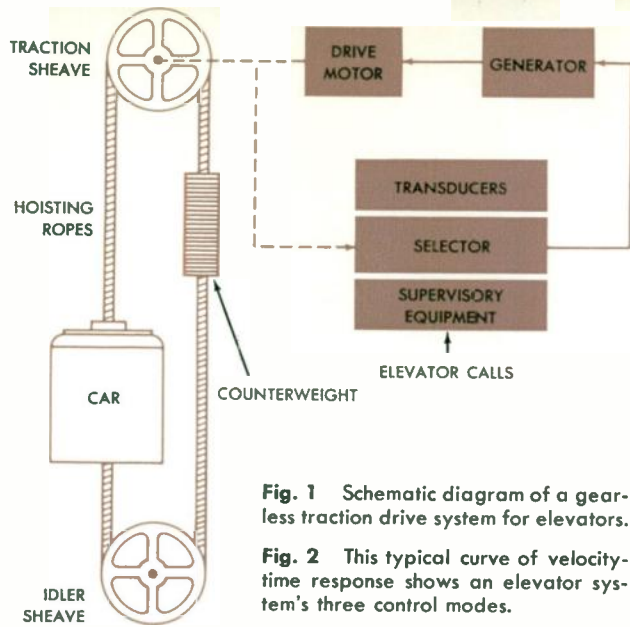 TRACTION
SHEAVE
DRIVE
MOTOR
GENERATOR
HOISTING
ROPES
TRANSDUCERS
SELECTOR
SUPERVISORY
EQUIPMENT
ELEVATOR CALLS
CAR
COUNTERWEIGHT
Fig. 1 Schematic diagram of a gear-
less traction drive system for elevators.
Fig. 2 This typical curve of velocity-
time response shows an elevator sys-
tem's three control modes.
IDLER
SHEAVE